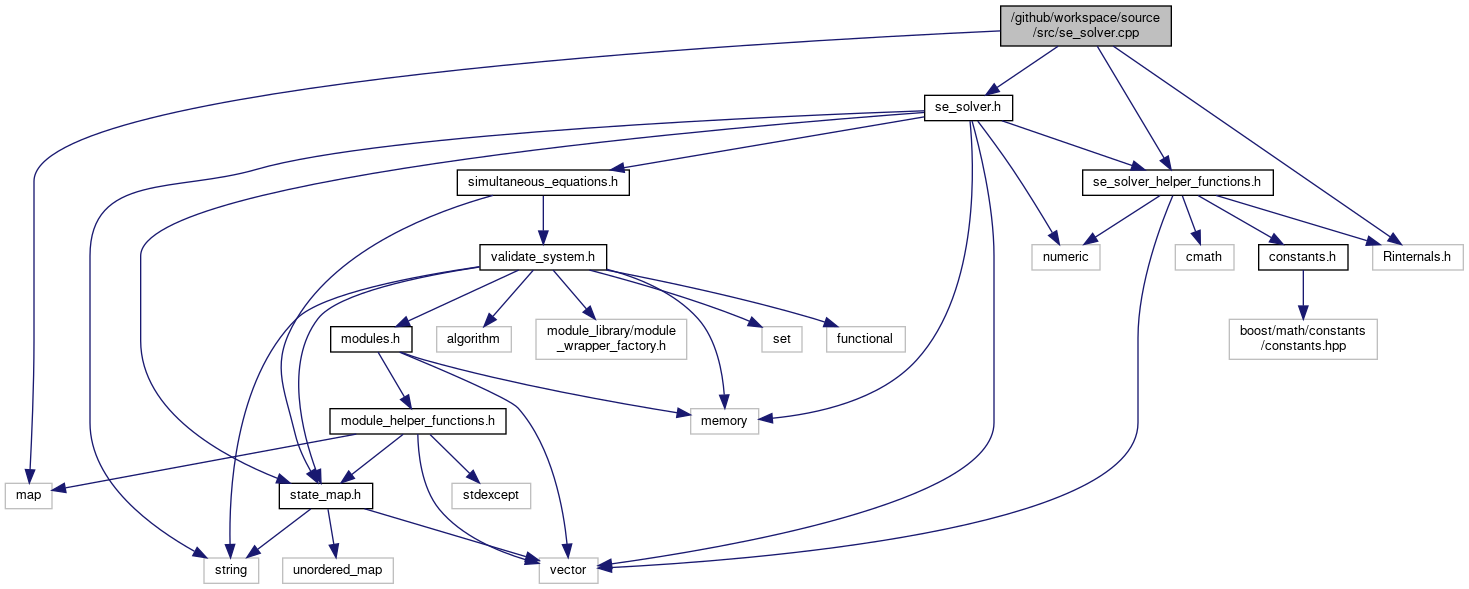 /github/workspace/source
/src/se_solver.cpp
se_solver.h
simultaneous_equations.h
se_solver_helper_functions.h
validate_system.h
numeric
cmath
constants.h
Rinternals.h
modules.h
algorithm
module_library/module
_wrapper_factory.h
set
functional
boost/math/constants
/constants.hpp
module_helper_functions.h
memory
map
state_map.h
stdexcept
string
unordered_map
vector